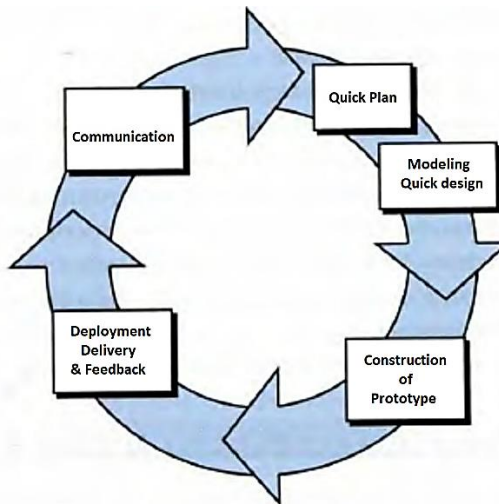 Communication
Quick Plan
Modeling
Quick design
Construction
of
Prototype
Deployment
Delivery
& Feedback